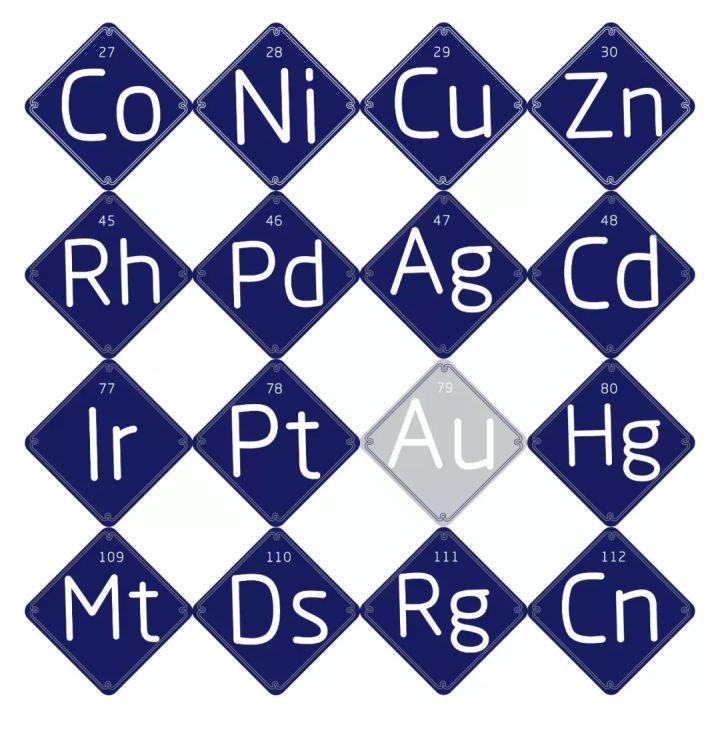 27 28 29 30
Co Ni Cu Zn
45 46 47 48
Rh Pd Ag Cd
77 78 79 80
Ir Pt Au Hg
109 110 111 112
Mt Ds Rg Cn